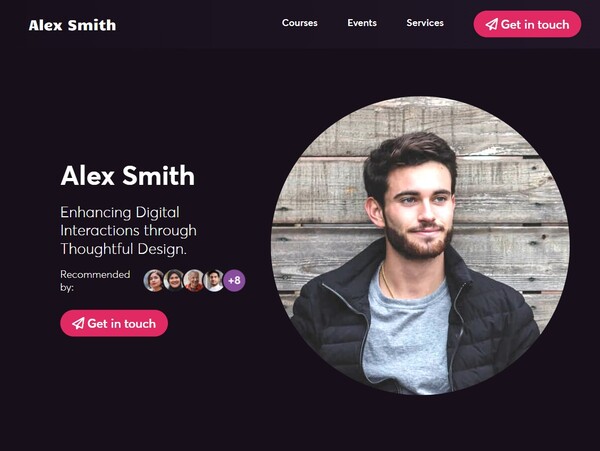 Alex Smith
Courses
Events
Services
Get in touch
Alex Smith
Enhancing Digital
Interactions through
Thoughtful Design.
Recommended
by:
+8
Get in touch